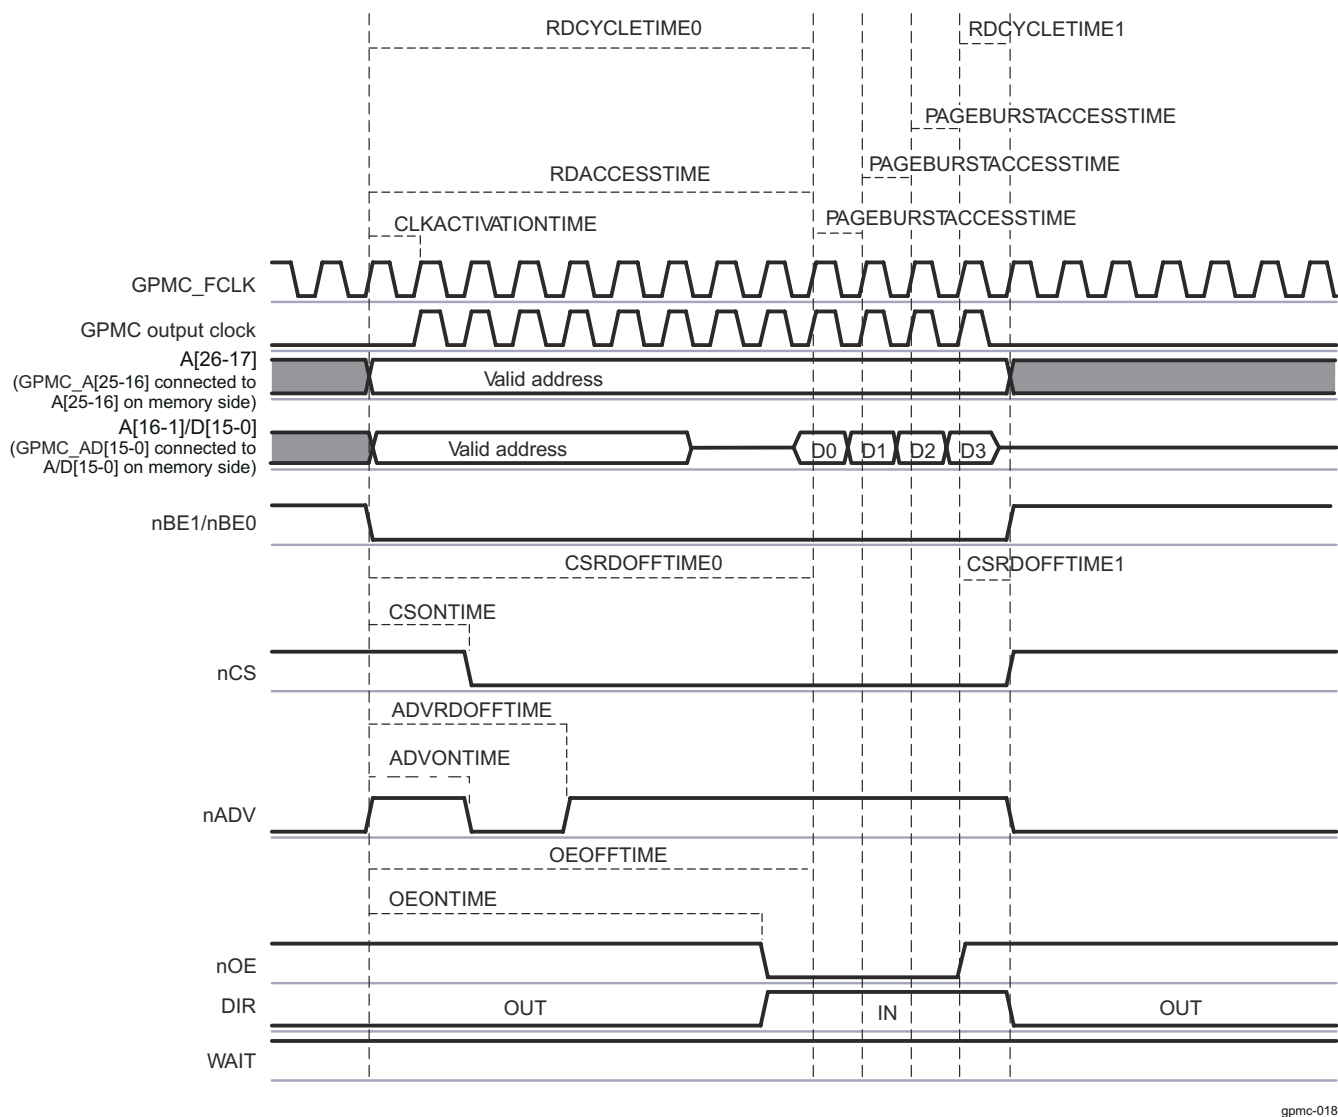 RDCYCLETIME0
RDCYCLETIME1
PAGEBURSTACCESSTIME
PAGEBURSTACCESSTIME
RDACCESSTIME
PAGEBURSTACCESSTIME
CLKACTIVATIONTIME
GPMC_FCLK
GPMC output clock
A[26-17]
(GPMC_A[25-16] connected to
A[25-16] on memory side)
Valid address
A[16-1]/D[15-0]
(GPMC_AD[15-0] connected to
A/D[15-0] on memory side)
Valid address
D0
D1
D2
D3
nBE1/nBE0
CSRDOFFTIME0
CSRDOFFTIME1
CSONTIME
nCS
ADVRDOFFTIME
ADVONTIME
nADV
OEOFFTIME
OEONTIME
nOE
DIR
OUT
IN
OUT
WAIT
gpmc-018